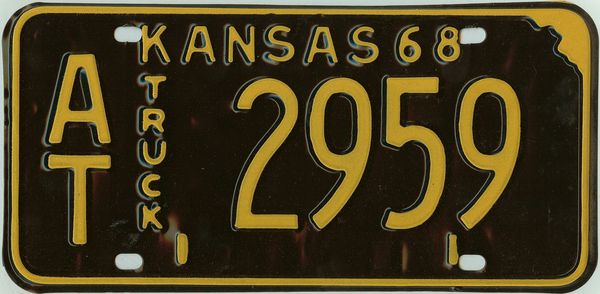 KANSAS 68
AT
TRUCK
2959